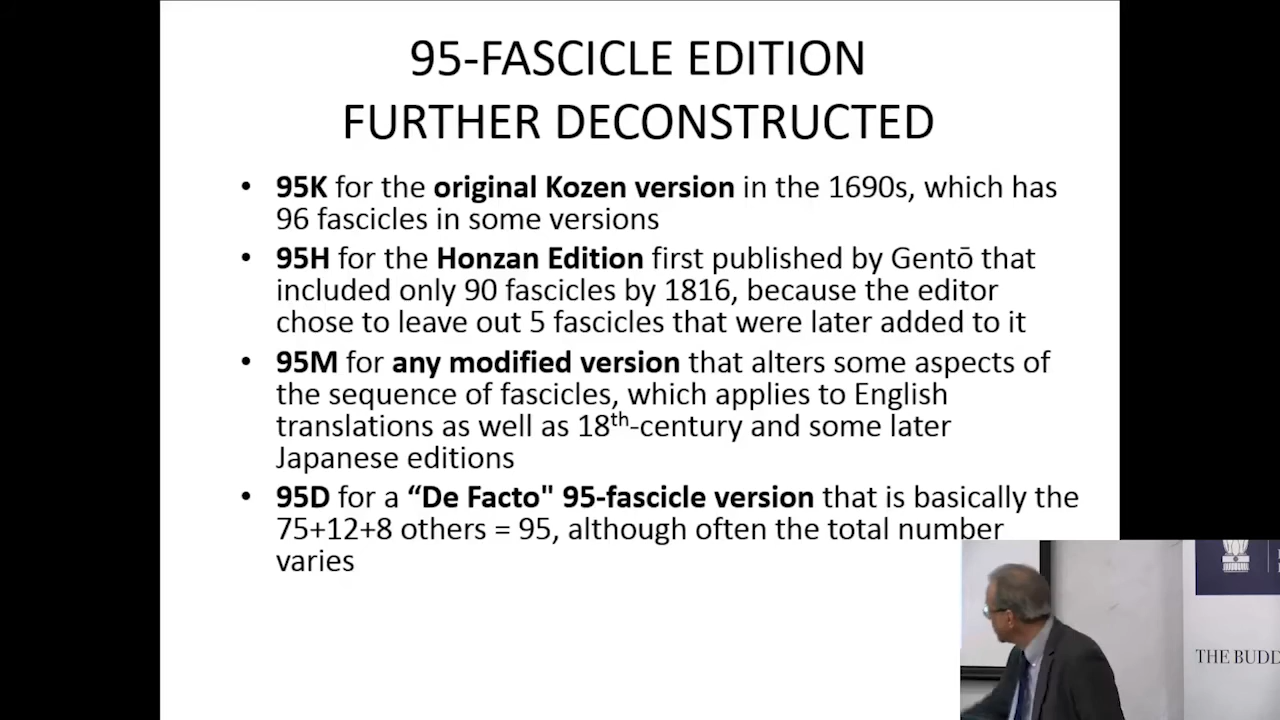 95-FASCICLE EDITION
FURTHER DECONSTRUCTED
• 95K for the original Kozen version in the 1690s, which has
96 fascicles in some versions
• 95H for the Honzan Edition first published by Gentō that
included only 90 fascicles by 1816, because the editor
chose to leave out 5 fascicles that were later added to it
• 95M for any modified version that alters some aspects of
the sequence of fascicles, which applies to English
translations as well as 18th-century and some later
Japanese editions
• 95D for a “De Facto" 95-fascicle version that is basically the
75+12+8 others = 95, although often the total number
varies
THE BUDD